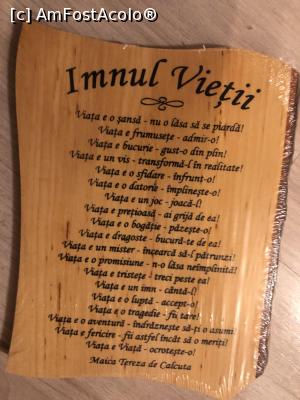 [c] AmFostAcolo®
Imnul Vieții
Viața e o șansă - nu o lăsa să se piardă!
Viața e frumusețe - admir-o!
Viața e bucurie - gust-o din plin!
Viața e un vis - transformă-l în realitate!
Viața e o sfidare - înfrunt-o!
Viața e o datorie - împlinește-o!
Viața e un joc - joacă-l!
Viața e prețioasă - ai grijă de ea!
Viața e o bogăție - păzește-o!
Viața e dragoste - bucură-te de ea!
Viața e un mister - încearcă să-l pătrunzi!
Viața e o promisiune - n-o lăsa neîmplinită!
Viața e tristețe - treci peste ea!
Viața e un imn - cântă-l!
Viața e o luptă - accept-o!
Viața e o tragedie - fii tare!
Viața e o aventură - îndrăznește să-ți o asumi
Viața e fericire - fii astfel încât să o meriți!
Viața e Viață - ocrotește-o!
Maica Tereza de Calcuta